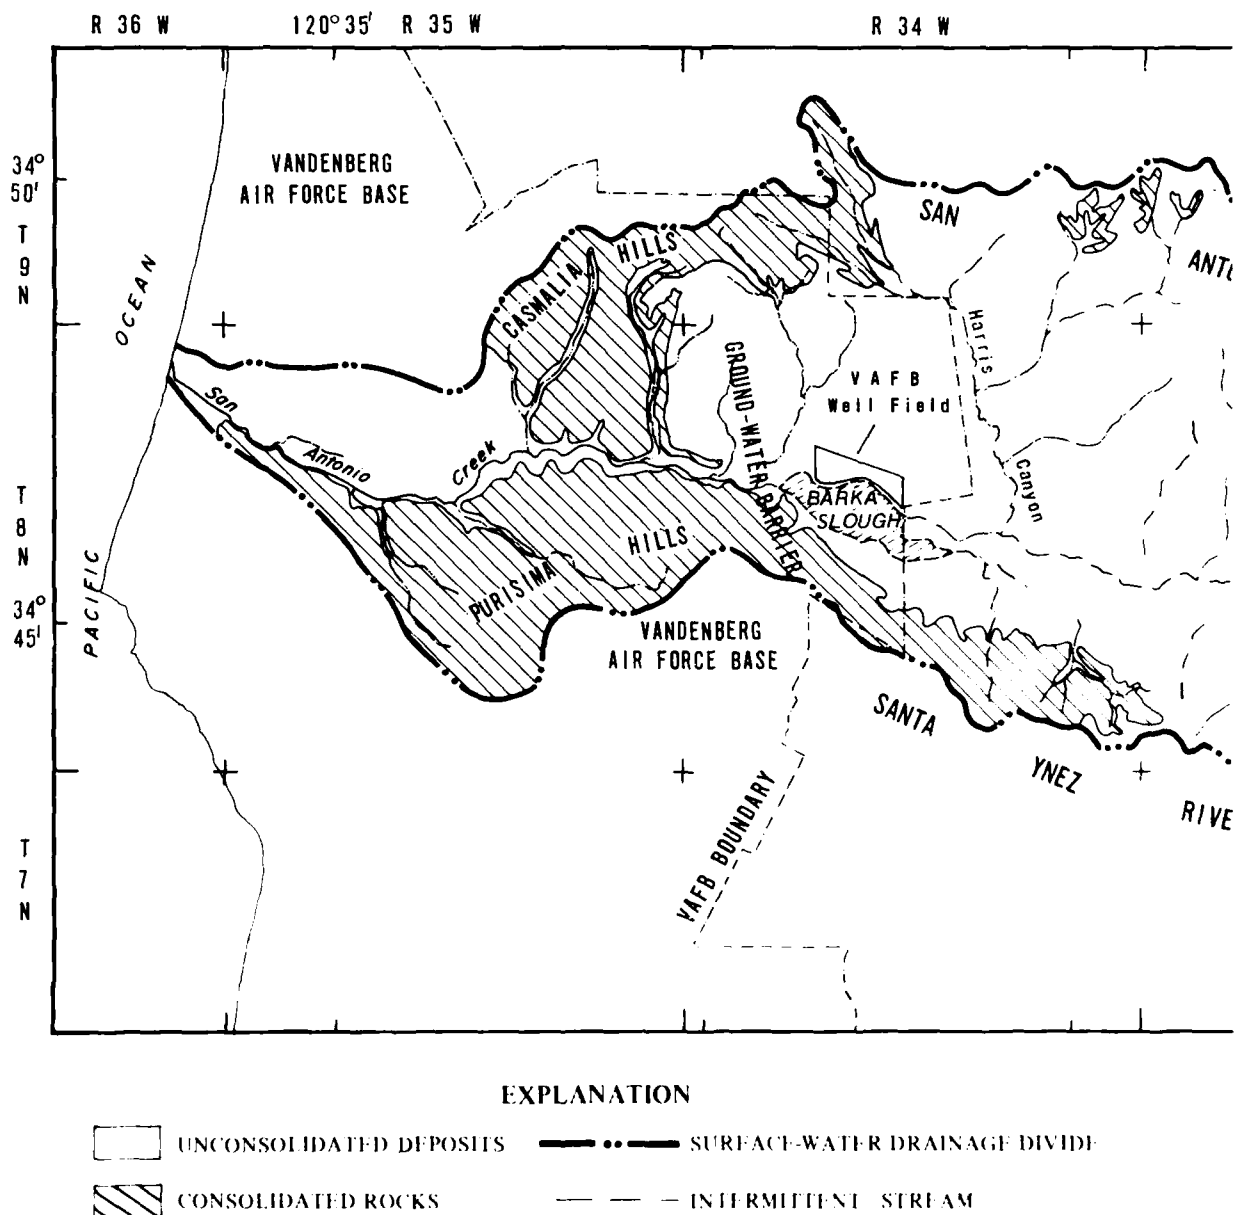 R 36 W 120°35' R 35 W R 34 W
34°
50'
T
9
N
T
8
N
34°
45'
T
7
N
VANDENBERG
AIR FORCE BASE
SAN
ANT
OCEAN
PACIFIC
CASMALIA
HILLS
Harris
Canyon
GROUND-WATER BARRIER
VAFB
Well Field
San
Antonio
Creek
BARKA
SLOUGH
PURISIMA
HILLS
VANDENBERG
AIR FORCE BASE
SANTA
YNEZ
RIVE
VAFB BOUNDARY
EXPLANATION
UNCONSOLIDATED DEPOSITS SURFACE-WATER DRAINAGE DIVIDE
CONSOLIDATED ROCKS INTERMITTENT STREAM